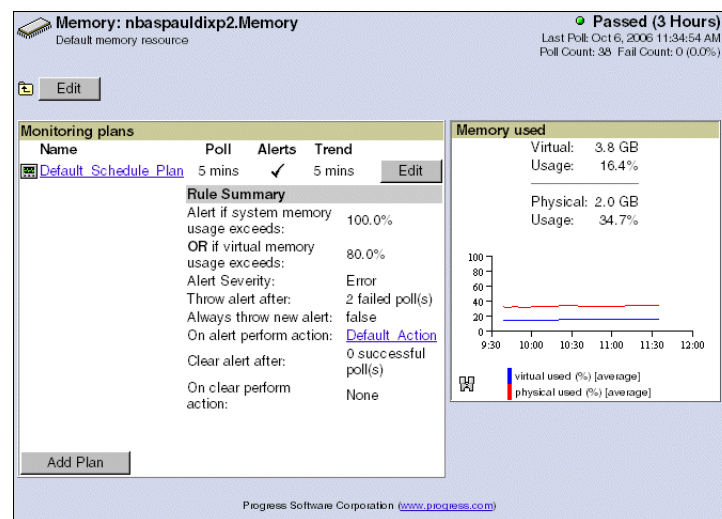 Memory: nbaspauldixp2.Memory
Default memory resource
Passed (3 Hours)
Last Poll: Oct 6, 2006 11:34:54 AM
Poll Count: 38 Fail Count: 0 (0.0%)
Edit
Monitoring plans
Name Poll Alerts Trend
Default Schedule Plan 5 mins ✓ 5 mins Edit
Rule Summary
Alert if system memory
usage exceeds: 100.0%
OR if virtual memory
usage exceeds: 80.0%
Alert Severity: Error
Throw alert after: 2 failed poll(s)
Always throw new alert: false
On alert perform action: Default Action
Clear alert after: 0 successful
poll(s)
On clear perform
action: None
Add Plan
Memory used
Virtual: 3.8 GB
Usage: 16.4%
Physical: 2.0 GB
Usage: 34.7%
100
80
60
40
20
0
9:30 10:00 10:30 11:00 11:30 12:00
virtual used (%) [average]
physical used (%) [average]
Progress Software Corporation (www.progress.com)